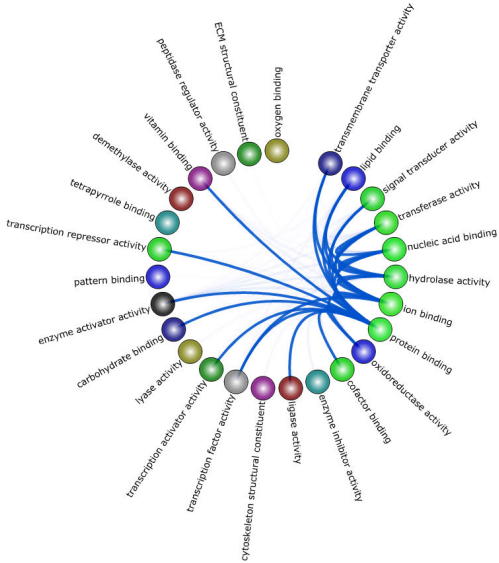 transmembrane transporter activity
lipid binding
signal transducer activity
transferase activity
nucleic acid binding
hydrolase activity
ion binding
protein binding
oxidoreductase activity
cofactor binding
enzyme inhibitor activity
ligase activity
cytoskeleton structural constituent
transcription factor activity
transcription activator activity
lyase activity
carbohydrate binding
enzyme activator activity
pattern binding
transcription repressor activity
tetrapyrrole binding
demethylase activity
vitamin binding
peptidase regulator activity
ECM structural constituent
oxygen binding